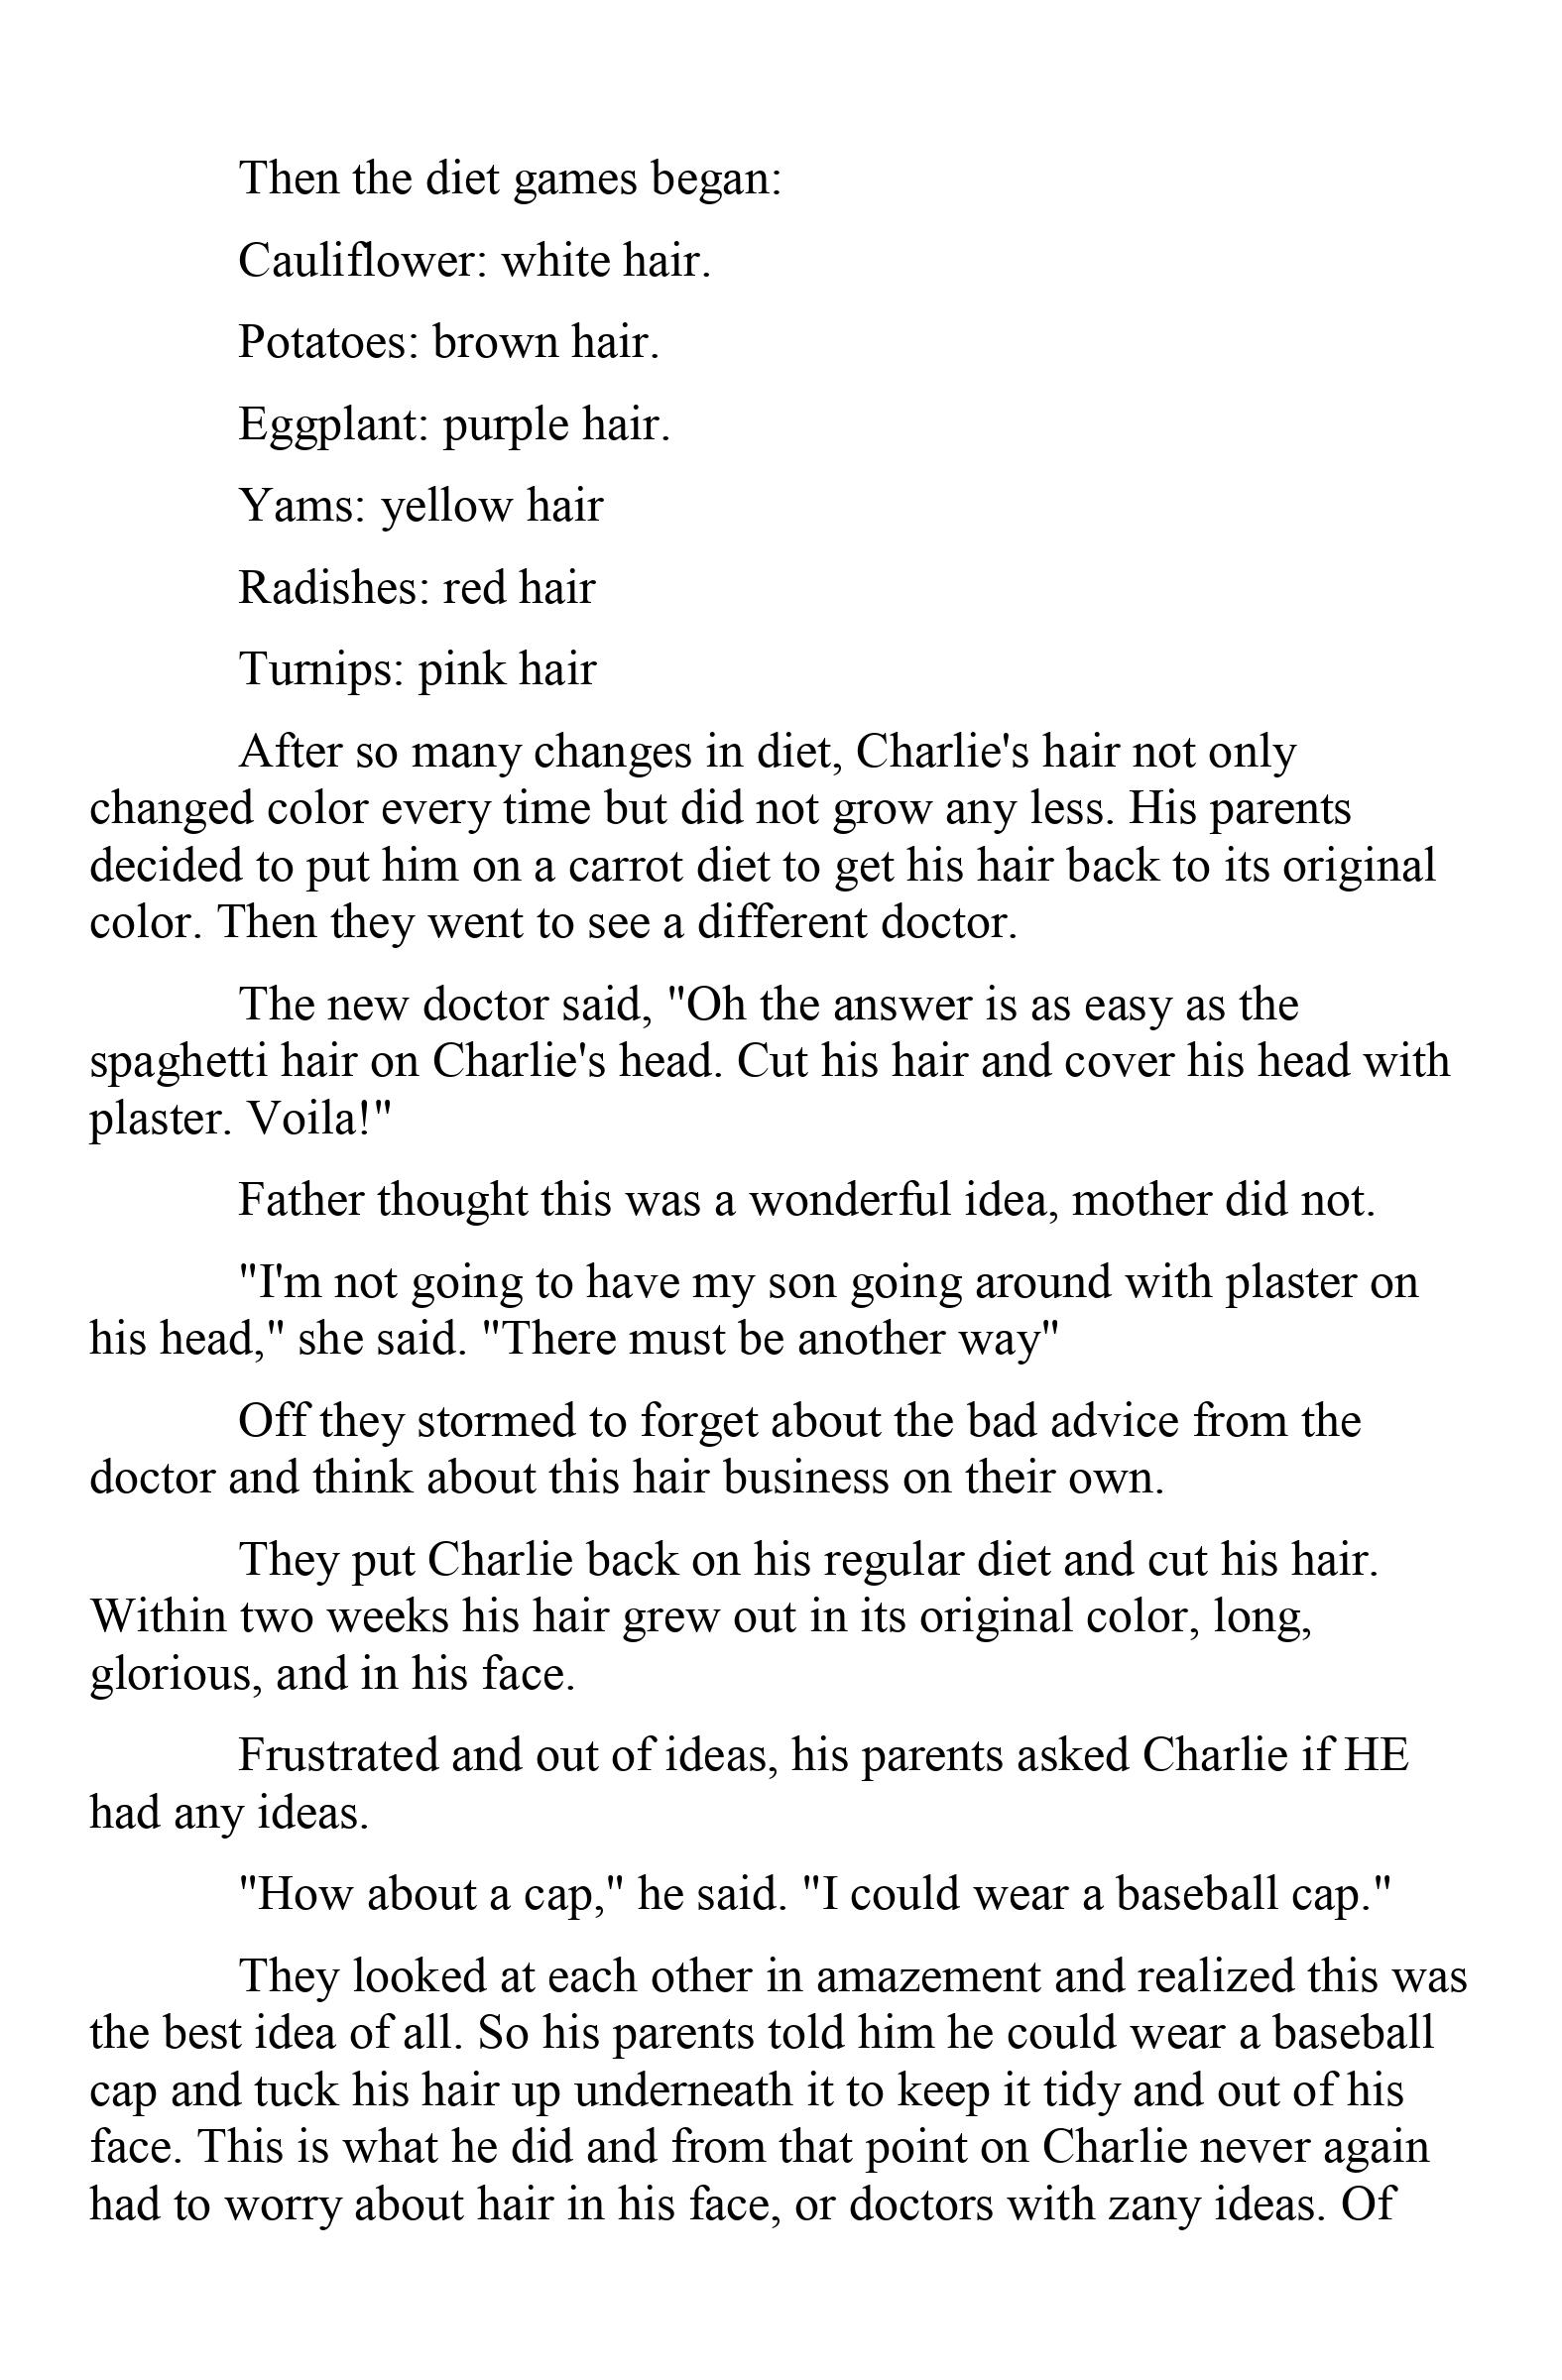 Then the diet games began:
Cauliflower: white hair.
Potatoes: brown hair.
Eggplant: purple hair.
Yams: yellow hair
Radishes: red hair
Turnips: pink hair
After so many changes in diet, Charlie's hair not only
changed color every time but did not grow any less. His parents
decided to put him on a carrot diet to get his hair back to its original
color. Then they went to see a different doctor.
The new doctor said, "Oh the answer is as easy as the
spaghetti hair on Charlie's head. Cut his hair and cover his head with
plaster. Voila!"
Father thought this was a wonderful idea, mother did not.
"I'm not going to have my son going around with plaster on
his head," she said. "There must be another way"
Off they stormed to forget about the bad advice from the
doctor and think about this hair business on their own.
They put Charlie back on his regular diet and cut his hair.
Within two weeks his hair grew out in its original color, long,
glorious, and in his face.
Frustrated and out of ideas, his parents asked Charlie if HE
had any ideas.
"How about a cap," he said. "I could wear a baseball cap."
They looked at each other in amazement and realized this was
the best idea of all. So his parents told him he could wear a baseball
cap and tuck his hair up underneath it to keep it tidy and out of his
face. This is what he did and from that point on Charlie never again
had to worry about hair in his face, or doctors with zany ideas. Of